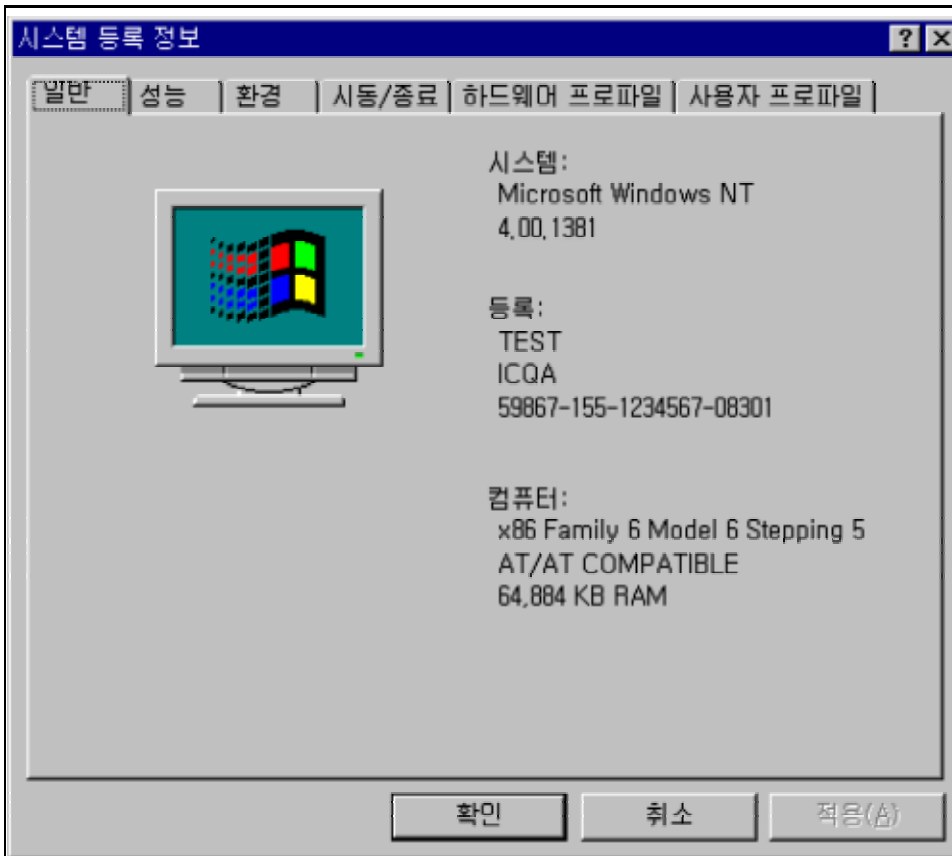 시스템 등록 정보
일반 성능 환경 시동/종료 하드웨어 프로파일 사용자 프로파일
시스템:
Microsoft Windows NT
4,00,1381
등록:
TEST
ICQA
59867-155-1234567-08301
컴퓨터:
x86 Family 6 Model 6 Stepping 5
AT/AT COMPATIBLE
64,884 KB RAM
확인 취소 적용(A)